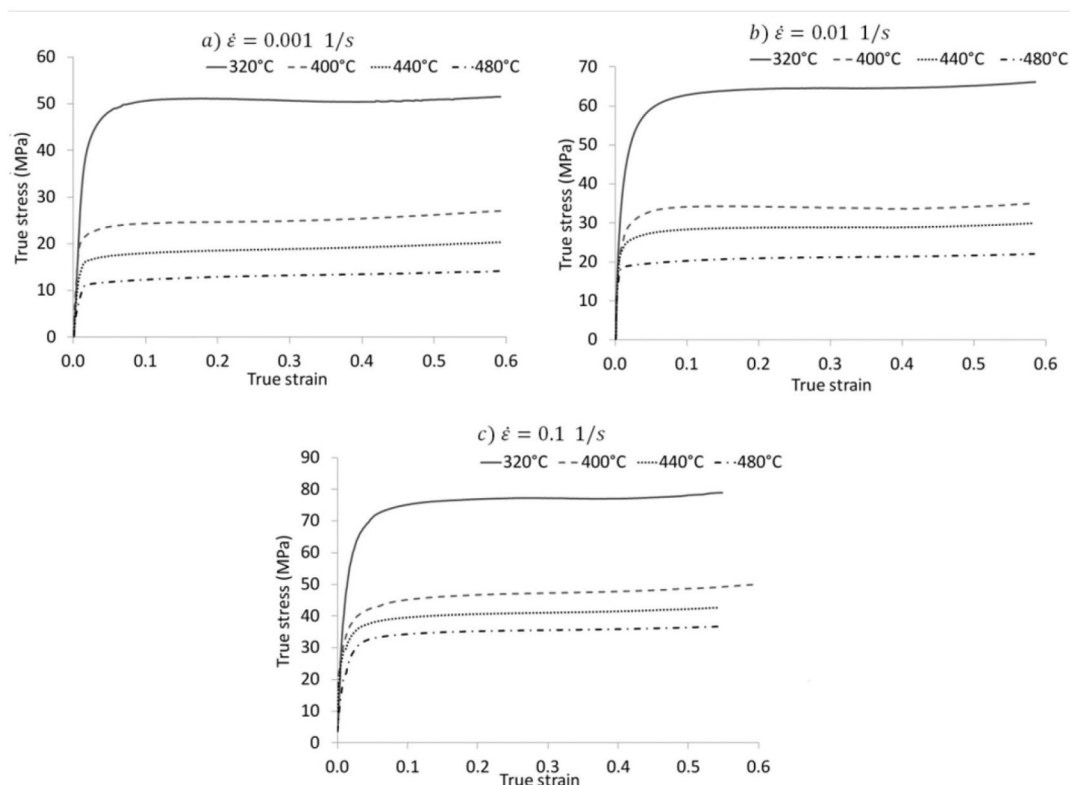 a) ε̇ = 0.001 1/s
320°C 400°C 440°C 480°C
60
50
40
30
20
10
0
True stress (MPa)
0.0 0.1 0.2 0.3 0.4 0.5 0.6
True strain
b) ε̇ = 0.01 1/s
320°C 400°C 440°C 480°C
70
60
50
40
30
20
10
0
True stress (MPa)
0.0 0.1 0.2 0.3 0.4 0.5 0.6
True strain
c) ε̇ = 0.1 1/s
320°C 400°C 440°C 480°C
90
80
70
60
50
40
30
20
10
0
True stress (MPa)
0.0 0.1 0.2 0.3 0.4 0.5 0.6
True strain